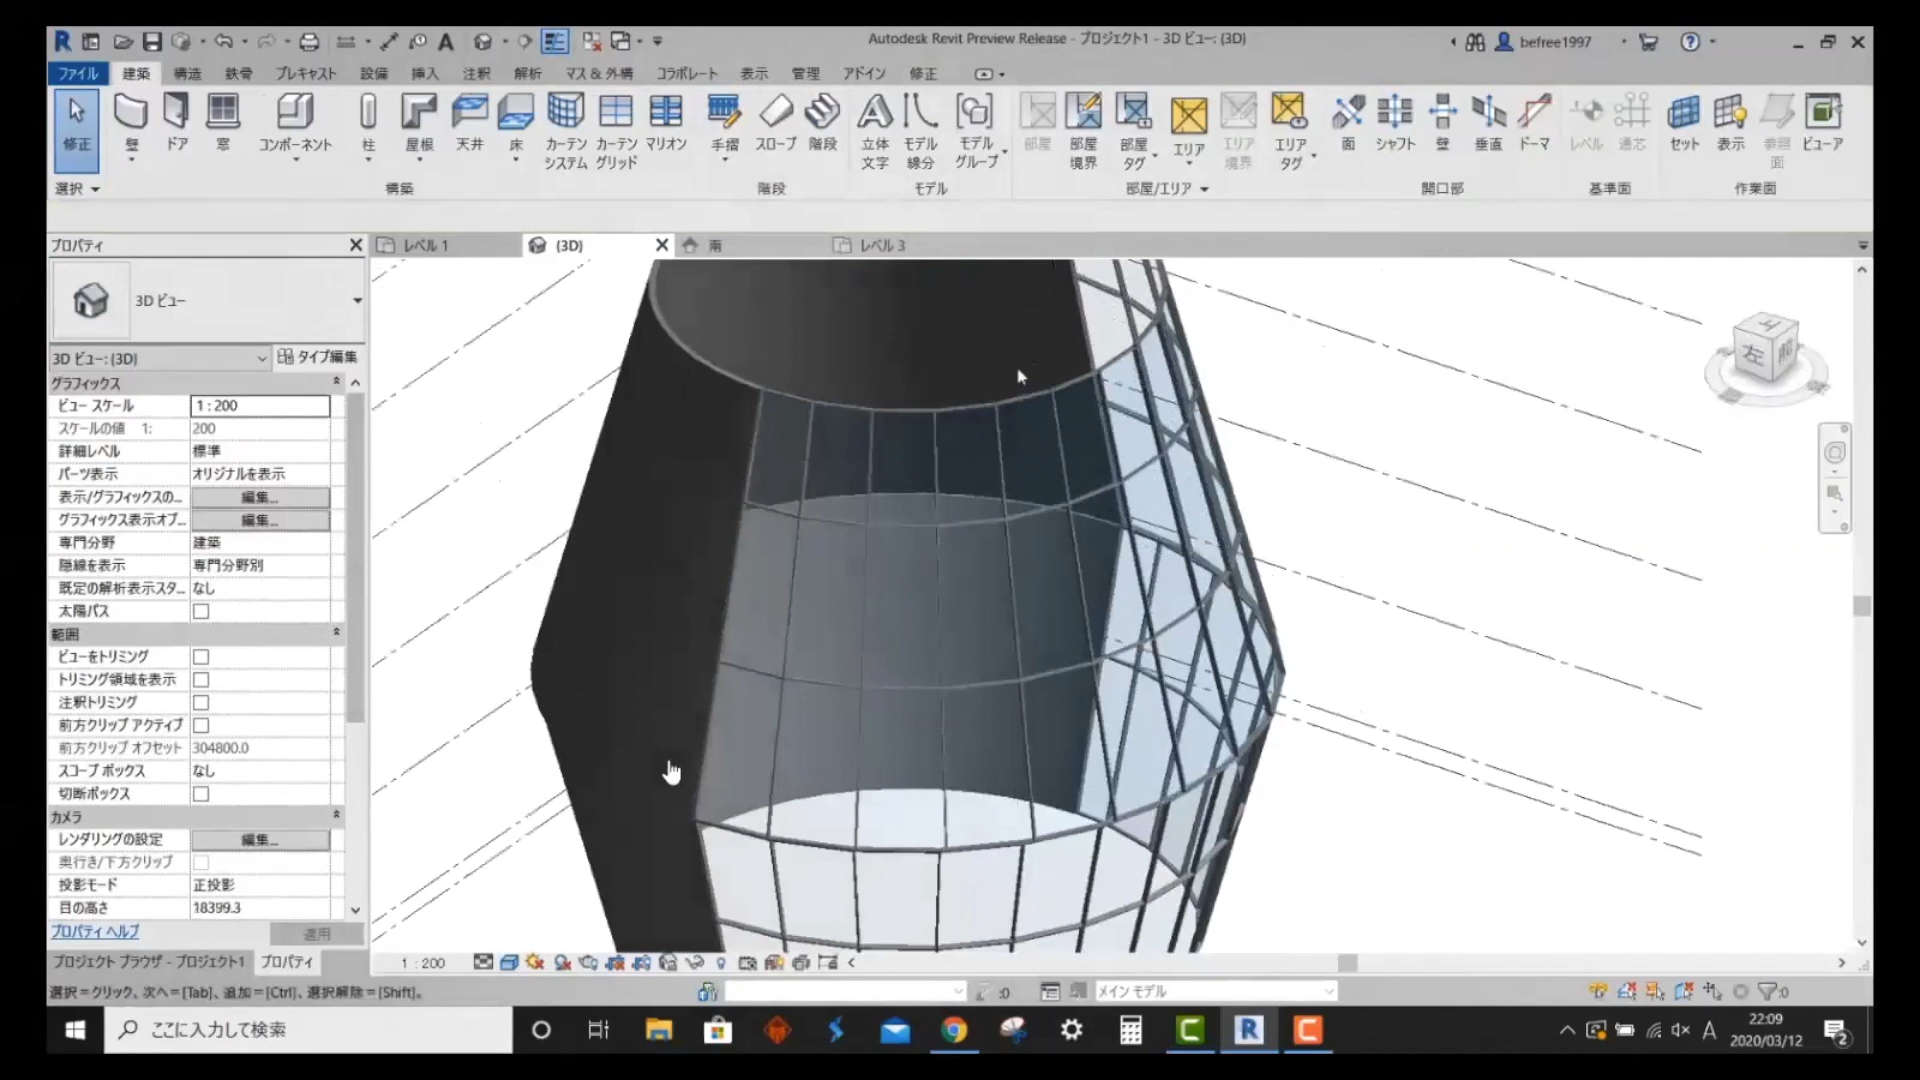 Autodesk Revit Preview Release - プロジェクト1 - 3D ビュー: {3D}
befree1997
ファイル 建築 構造 鉄骨 プレキャスト 設備 挿入 注釈 解析 マス & 外構 コラボレート 表示 管理 アドイン 修正
修正 壁 ドア 窓 コンポーネント 柱 屋根 天井 床 カーテン システム カーテン グリッド マリオン 手摺 スロープ 階段 立体 文字 モデル 線分 モデル グループ 部屋 部屋 境界 部屋 タグ エリア エリア 境界 エリア タグ 面 シャフト 壁 垂直 ドーマ レベル 通芯 セット 表示 参照 面 ビューア
選択 構築 階段 モデル 部屋/エリア 開口部 基準面 作業面
プロパティ レベル 1 {3D} 南 レベル 3
3D ビュー
3D ビュー: {3D} タイプ編集
グラフィックス
ビュー スケール 1 : 200
スケールの値 1: 200
詳細レベル 標準
パーツ表示 オリジナルを表示
表示/グラフィックスの... 編集...
グラフィックス表示オプ... 編集...
専門分野 建築
隠線を表示 専門分野別
既定の解析表示スタ... なし
太陽パス
範囲
ビューをトリミング
トリミング領域を表示
注釈トリミング
前方クリップ アクティブ
前方クリップ オフセット 304800.0
スコープ ボックス なし
切断ボックス
カメラ
レンダリングの設定 編集...
奥行き/下方クリップ
投影モード 正投影
目の高さ 18399.3
プロパティ ヘルプ 適用
プロジェクト ブラウザ - プロジェクト1 プロパティ
左 前 上
1 : 200
選択=クリック、次へ=[Tab]、追加=[Ctrl]、選択解除=[Shift]。
:0 メイン モデル :0
ここに入力して検索
A 22:09
2020/03/12
2